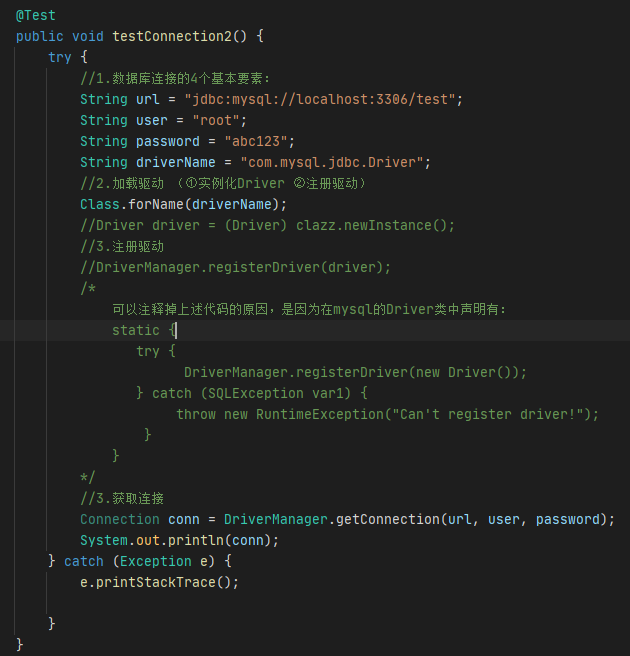 @Test
public void testConnection2() {
    try {
        //1.数据库连接的4个基本要素：
        String url = "jdbc:mysql://localhost:3306/test";
        String user = "root";
        String password = "abc123";
        String driverName = "com.mysql.jdbc.Driver";
        //2.加载驱动 （①实例化Driver ②注册驱动）
        Class.forName(driverName);
        //Driver driver = (Driver) clazz.newInstance();
        //3.注册驱动
        //DriverManager.registerDriver(driver);
        /*
            可以注释掉上述代码的原因，是因为在mysql的Driver类中声明有：
            static {
               try {
                     DriverManager.registerDriver(new Driver());
               } catch (SQLException var1) {
                    throw new RuntimeException("Can't register driver!");
                }
            }
        */
        //3.获取连接
        Connection conn = DriverManager.getConnection(url, user, password);
        System.out.println(conn);
    } catch (Exception e) {
        e.printStackTrace();
    }
}